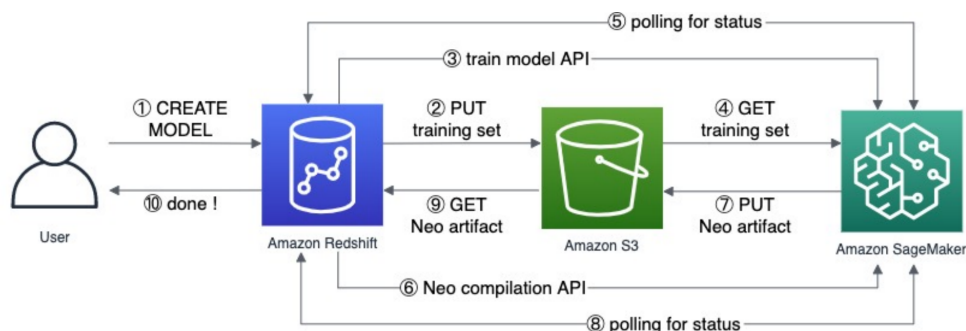 ⑤ polling for status
③ train model API
① CREATE
MODEL
② PUT
training set
④ GET
training set
⑩ done !
⑨ GET
Neo artifact
⑦ PUT
Neo artifact
User
Amazon Redshift
Amazon S3
Amazon SageMaker
⑥ Neo compilation API
⑧ polling for status